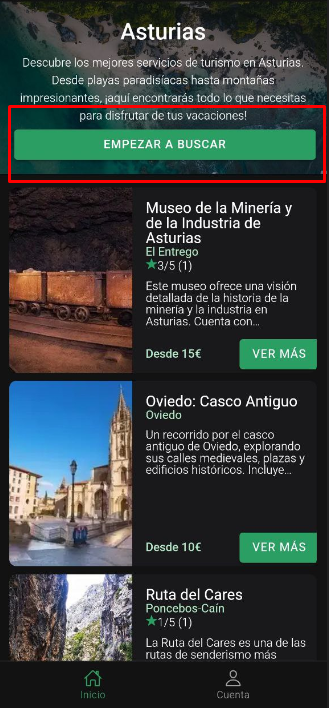 Asturias
Descubre los mejores servicios de turismo en Asturias.
Desde playas paradisíacas hasta montañas
impresionantes, ¡aquí encontrarás todo lo que necesitas
para disfrutar de tus vacaciones!
EMPEZAR A BUSCAR
Museo de la Minería y
de la Industria de
Asturias
El Entrego
3/5 (1)
Este museo ofrece una visión
detallada de la historia de la
minería y la industria en
Asturias. Cuenta con...
Desde 15€
VER MÁS
Oviedo: Casco Antiguo
Oviedo
Un recorrido por el casco
antiguo de Oviedo, explorando
sus calles medievales, plazas y
edificios históricos. Incluye...
Desde 10€
VER MÁS
Ruta del Cares
Poncebos-Caín
1/5 (1)
La Ruta del Cares es una de las
rutas de senderismo más
Inicio
Cuenta